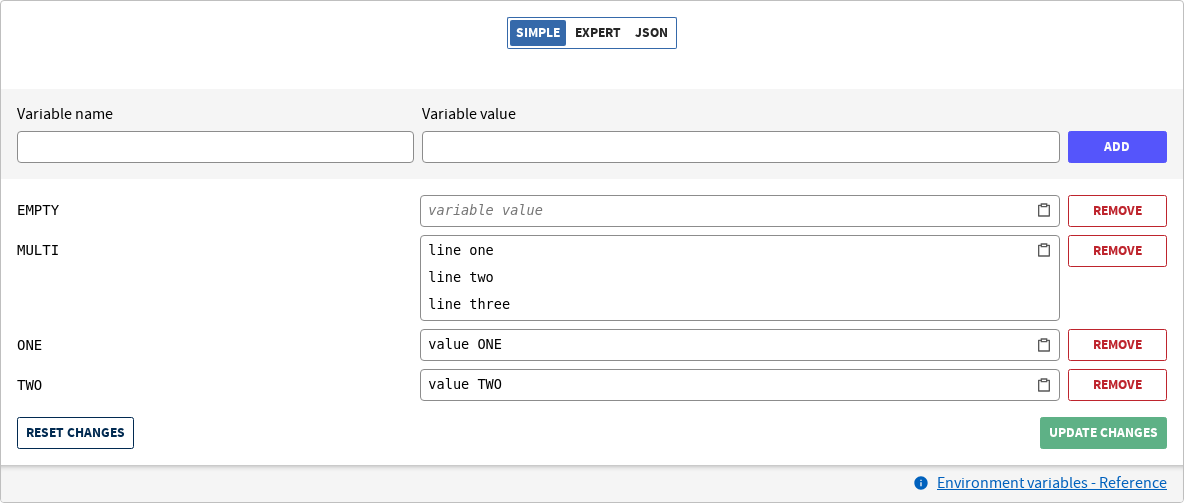 SIMPLE EXPERT JSON
Variable name Variable value
ADD
EMPTY variable value REMOVE
MULTI line one REMOVE
line two
line three
ONE value ONE REMOVE
TWO value TWO REMOVE
RESET CHANGES UPDATE CHANGES
Environment variables - Reference